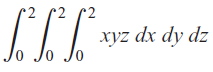 ∫₀² ∫₀² ∫₀² xyz dx dy dz